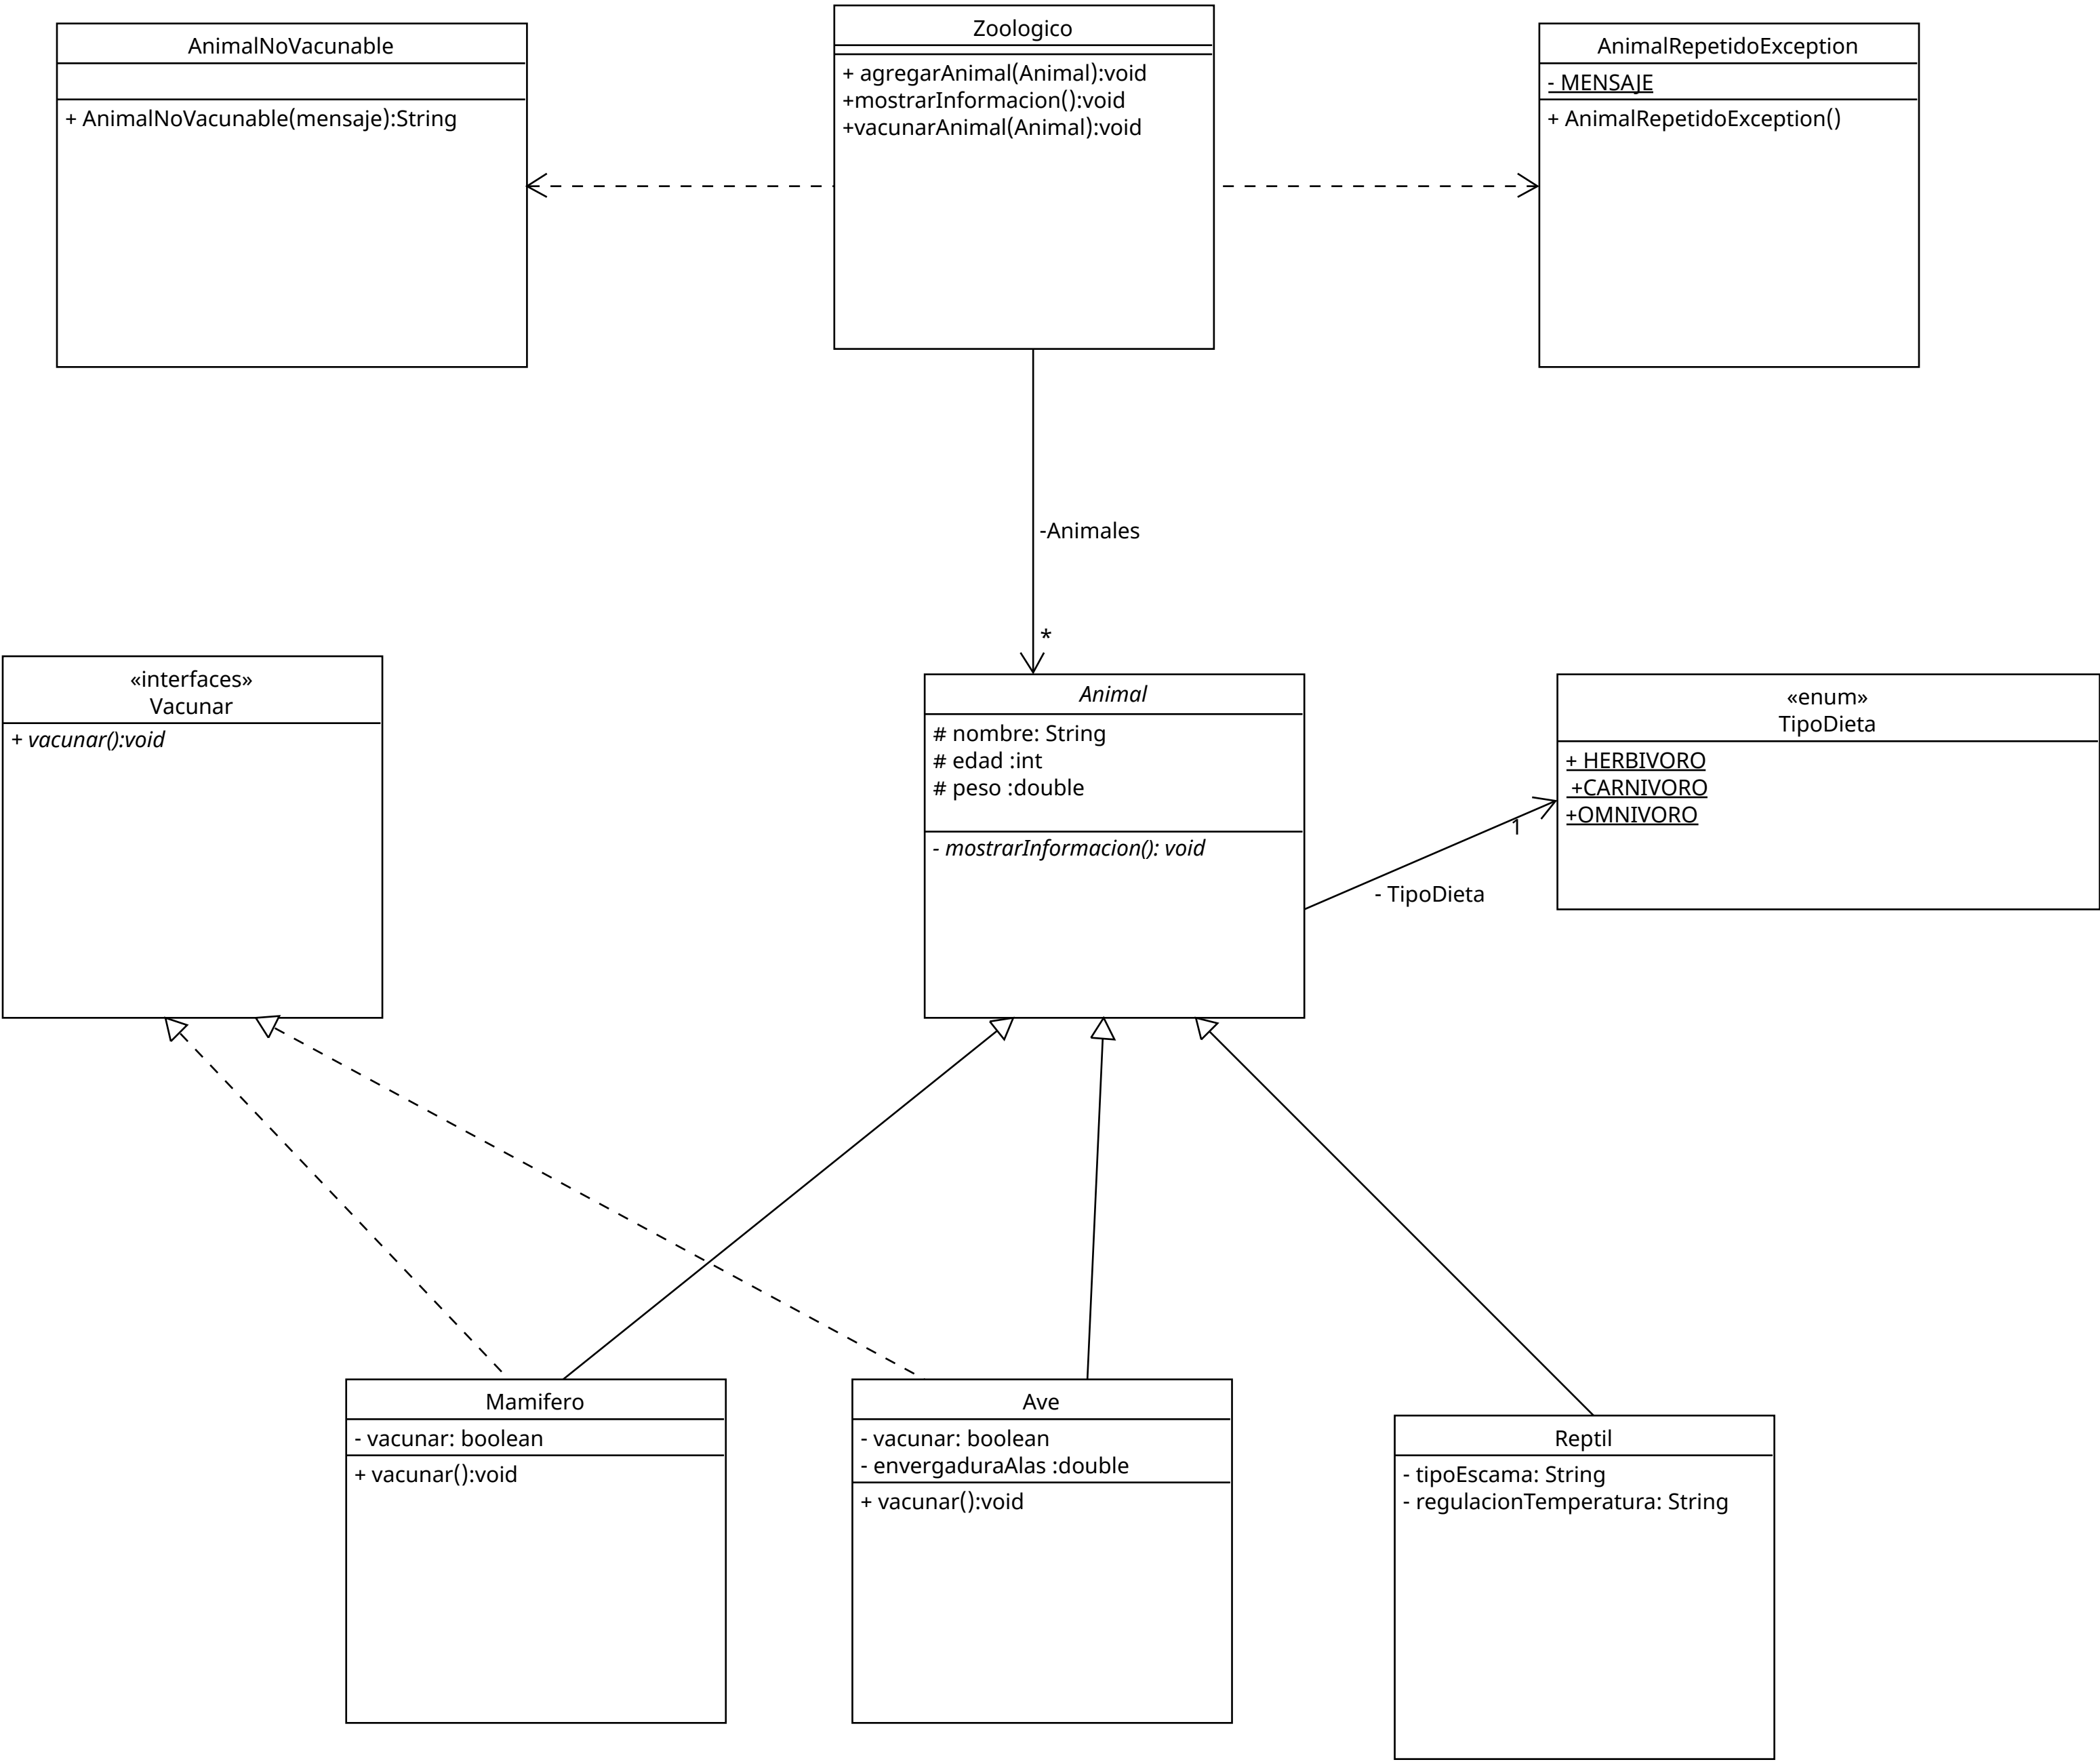 AnimalNoVacunable
+ AnimalNoVacunable(mensaje):String
Zoologico
+ agregarAnimal(Animal):void
+mostrarInformacion():void
+vacunarAnimal(Animal):void
AnimalRepetidoException
- MENSAJE
+ AnimalRepetidoException()
-Animales
*
«interfaces»
Vacunar
+ vacunar():void
Animal
# nombre: String
# edad :int
# peso :double
- mostrarInformacion(): void
1
- TipoDieta
«enum»
TipoDieta
+ HERBIVORO
+CARNIVORO
+OMNIVORO
Mamifero
- vacunar: boolean
+ vacunar():void
Ave
- vacunar: boolean
- envergaduraAlas :double
+ vacunar():void
Reptil
- tipoEscama: String
- regulacionTemperatura: String